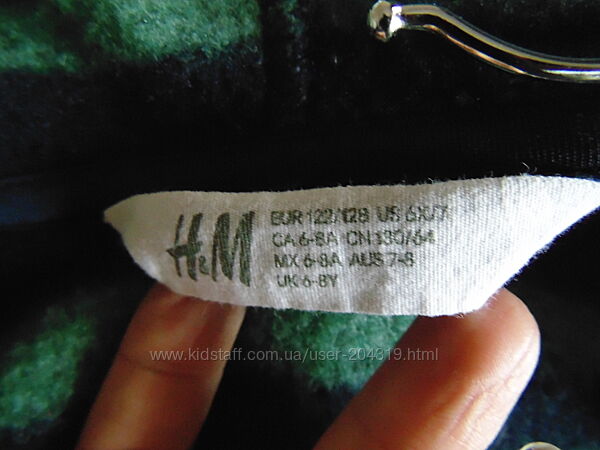 H&M
EUR 122/128 US 6X/7
CA 6-8A CN 130/64
MX 6-8A AUS 7-8
UK 6-8Y
www.kidstaff.com.ua/user-204319.html